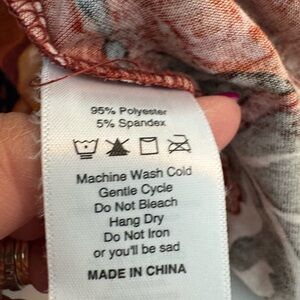 95% Polyester
5% Spandex
Machine Wash Cold
Gentle Cycle
Do Not Bleach
Hang Dry
Do Not Iron
or you'll be sad
MADE IN CHINA